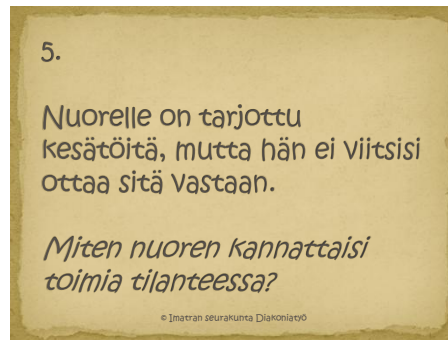 5.
Nuorelle on tarjottu
kesätöitä, mutta hän ei viitsisi
ottaa sitä vastaan.
Miten nuoren kannattaisi
toimia tilanteessa?
© Imatran seurakunta Diakoniatyö